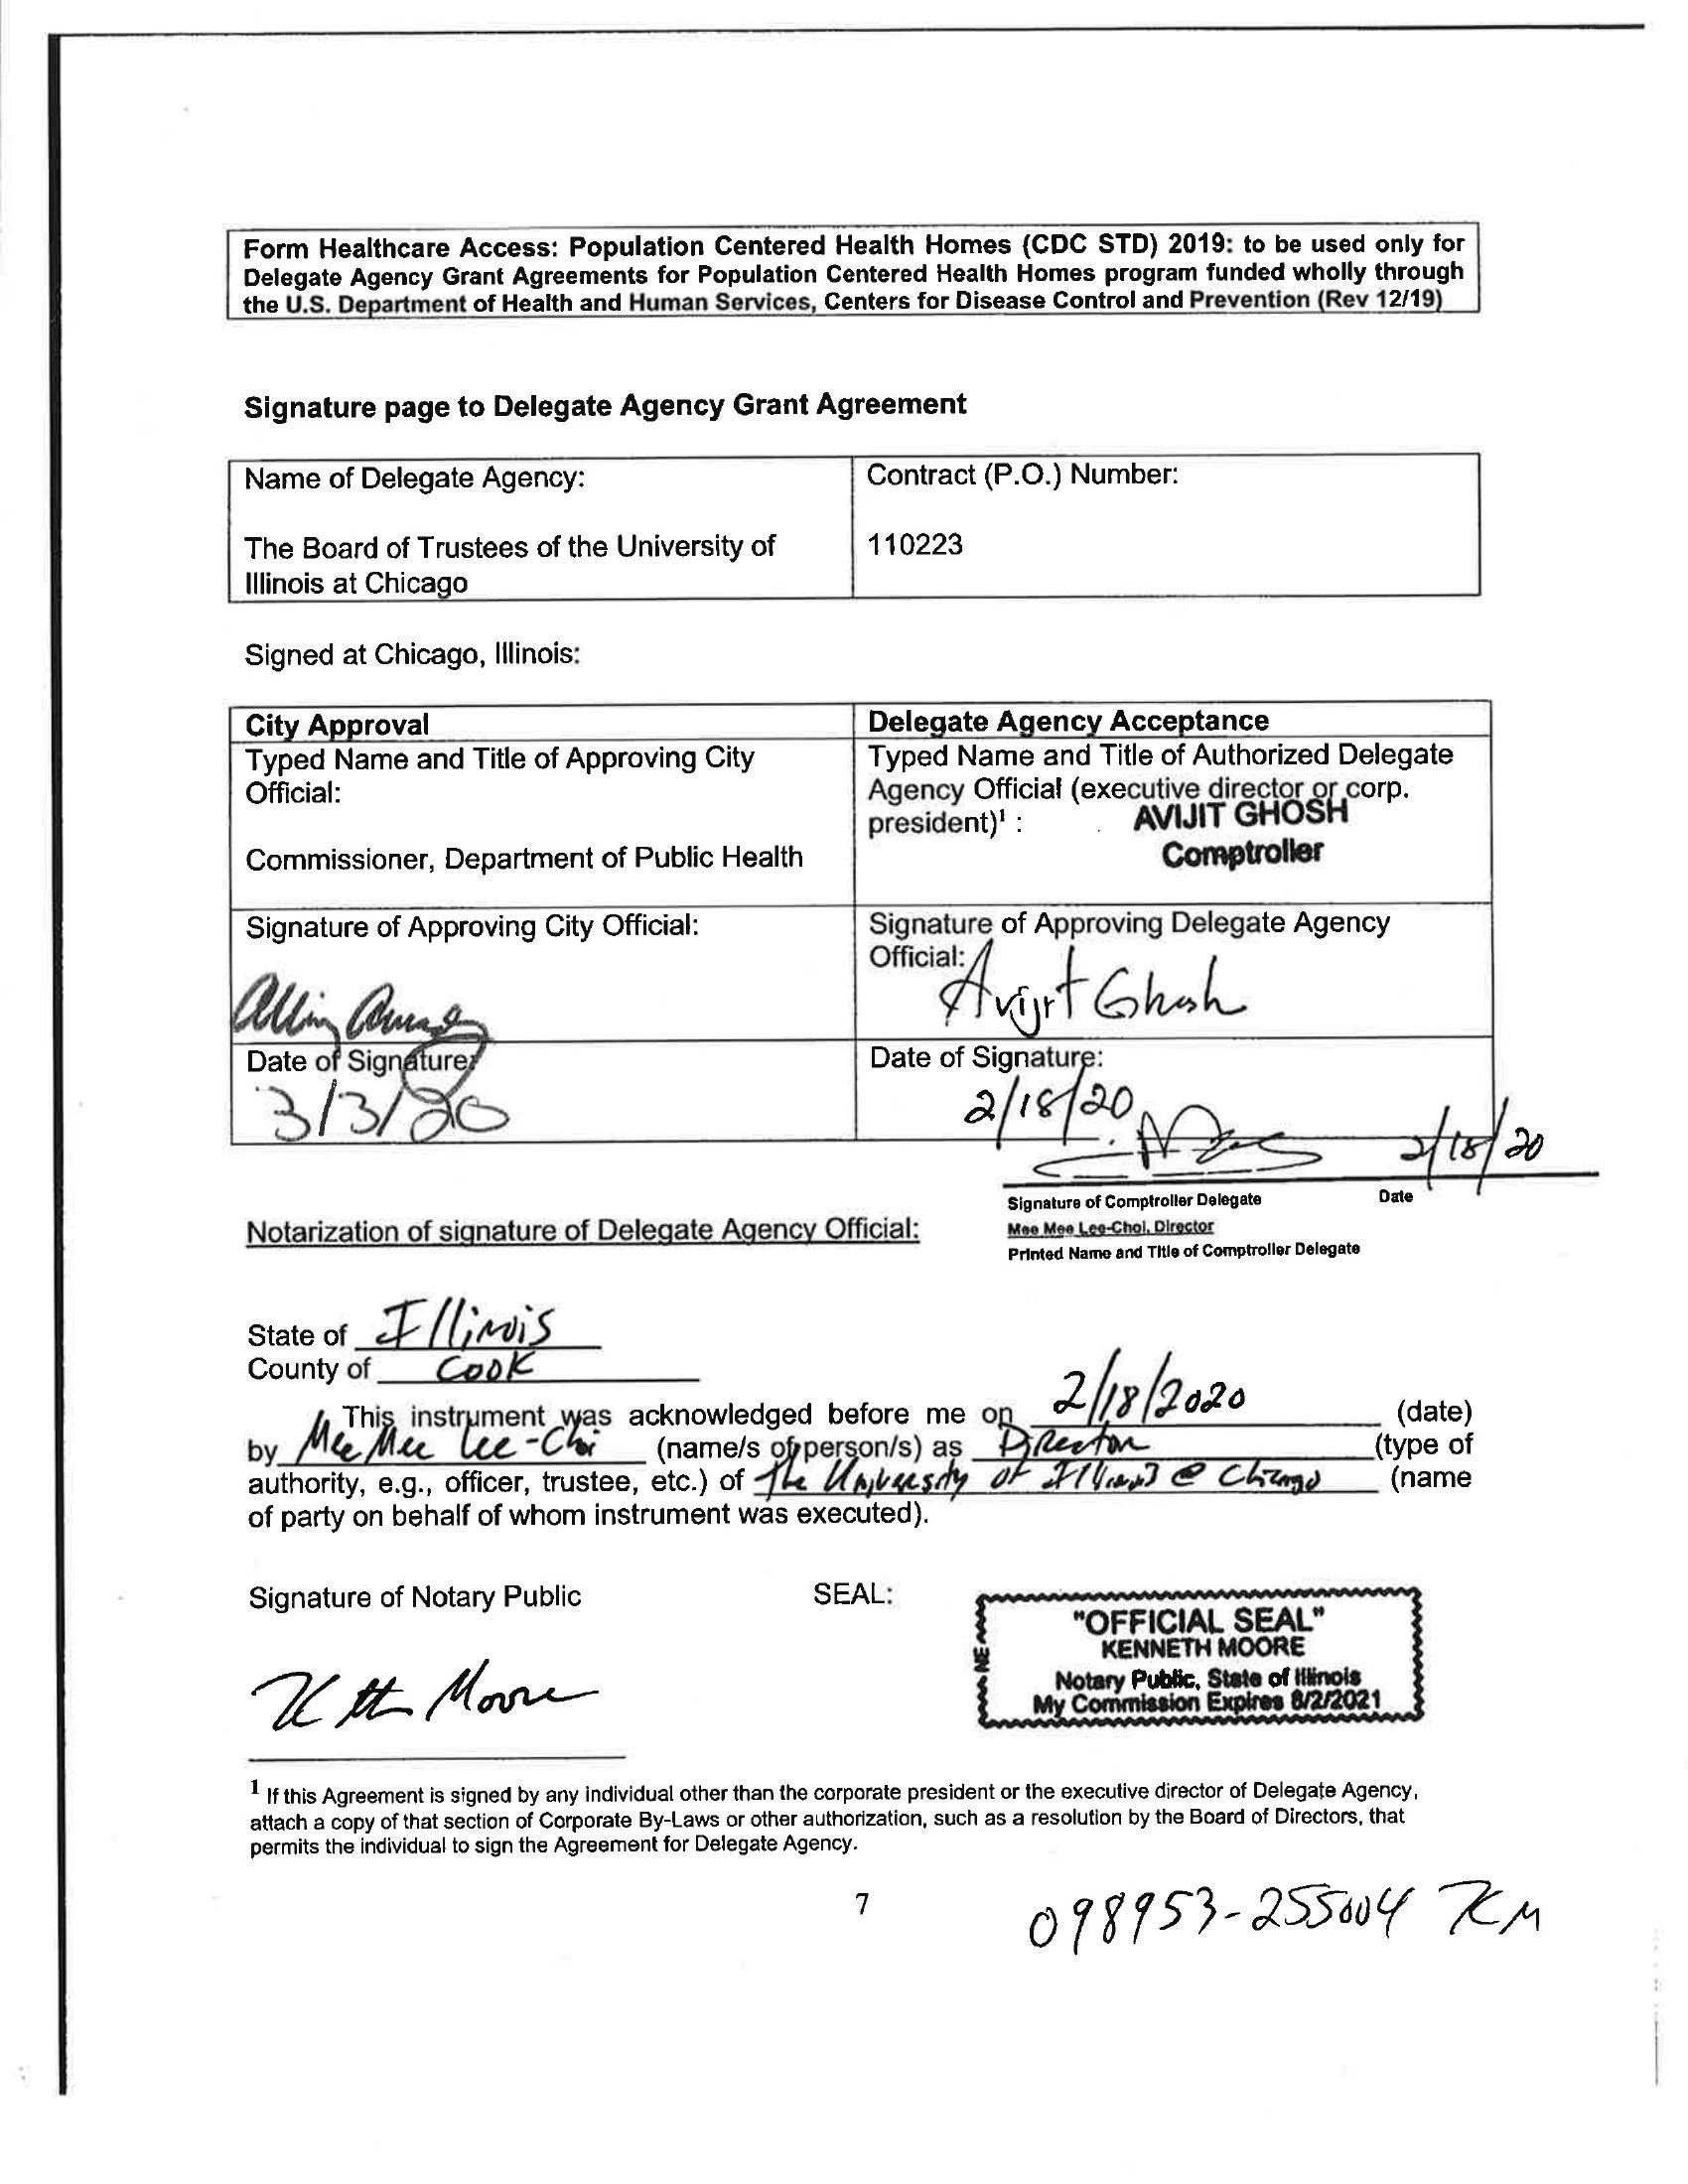 Form Healthcare Access: Population Centered Health Homes (CDC STD) 2019: to be used only for
Delegate Agency Grant Agreements for Population Centered Health Homes program funded wholly through
the U.S. Department of Health and Human Services, Centers for Disease Control and Prevention (Rev 12/19)
Signature page to Delegate Agency Grant Agreement
Name of Delegate Agency:
The Board of Trustees of the University of
Illinois at Chicago
Contract (P.O.) Number:
110223
Signed at Chicago, Illinois:
City Approval
Typed Name and Title of Approving City
Official:
Commissioner, Department of Public Health
Delegate Agency Acceptance
Typed Name and Title of Authorized Delegate
Agency Official (executive director or corp.
president)¹ :
AVIJIT GHOSH
Comptroller
Signature of Approving City Official:
Signature of Approving Delegate Agency
Official:
Avijit Ghosh
Date of Signature:
3/3/20
Date of Signature:
2/18/20
2/18/20
Signature of Comptroller Delegate Date
Mee Mee Lee-Choi, Director
Printed Name and Title of Comptroller Delegate
Notarization of signature of Delegate Agency Official:
State of Illinois
County of Cook
This instrument was acknowledged before me on 2/18/2020 (date)
by Mee Mee Lee-Choi (name/s of person/s) as Director (type of
authority, e.g., officer, trustee, etc.) of The University of Illinois @ Chicago (name
of party on behalf of whom instrument was executed).
Signature of Notary Public
SEAL:
"OFFICIAL SEAL"
KENNETH MOORE
Notary Public, State of Illinois
My Commission Expires 8/2/2021
Moore
1 If this Agreement is signed by any individual other than the corporate president or the executive director of Delegate Agency,
attach a copy of that section of Corporate By-Laws or other authorization, such as a resolution by the Board of Directors, that
permits the individual to sign the Agreement for Delegate Agency.
7
098953-255004 KM